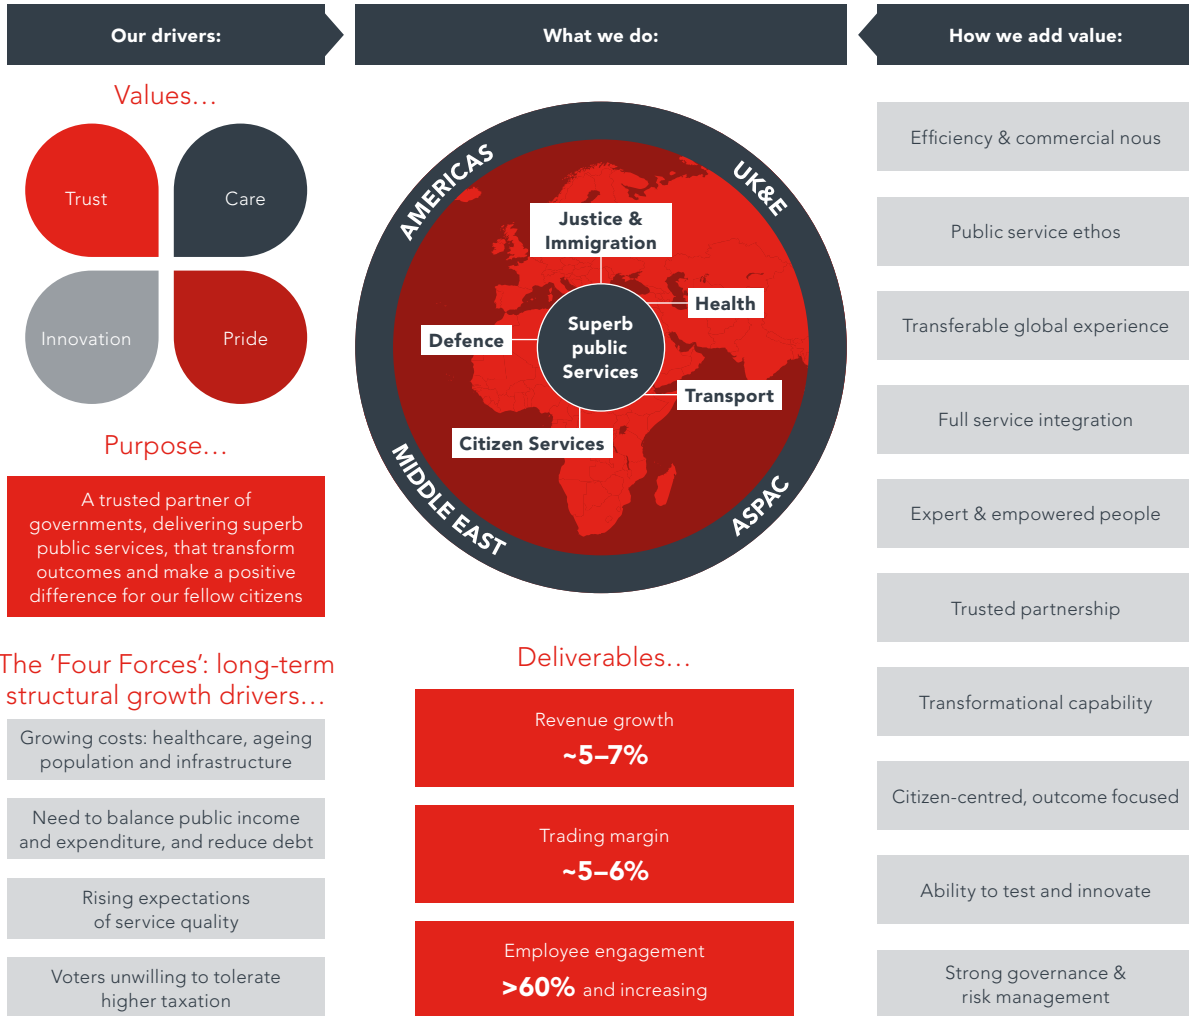 Our drivers:
Values…
Trust
Care
Innovation
Pride
Purpose…
A trusted partner of
governments, delivering superb
public services, that transform
outcomes and make a positive
difference for our fellow citizens
The ‘Four Forces’: long-term
structural growth drivers…
Growing costs: healthcare, ageing
population and infrastructure
Need to balance public income
and expenditure, and reduce debt
Rising expectations
of service quality
Voters unwilling to tolerate
higher taxation
What we do:
AMERICAS
UK&E
Justice &
Immigration
Health
Defence
Superb
public
Services
Transport
Citizen Services
MIDDLE EAST
ASPAC
Deliverables…
Revenue growth
~5–7%
Trading margin
~5–6%
Employee engagement
>60% and increasing
How we add value:
Efficiency & commercial nous
Public service ethos
Transferable global experience
Full service integration
Expert & empowered people
Trusted partnership
Transformational capability
Citizen-centred, outcome focused
Ability to test and innovate
Strong governance &
risk management